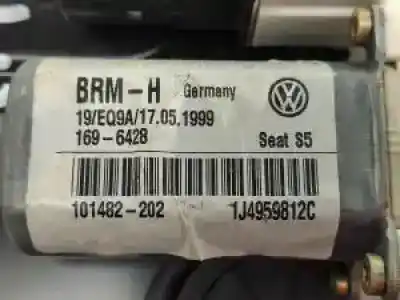 BRM-H Germany
19/EQ9A/17.05.1999
169-6428 Seat S5
101482-202 1J4959812C